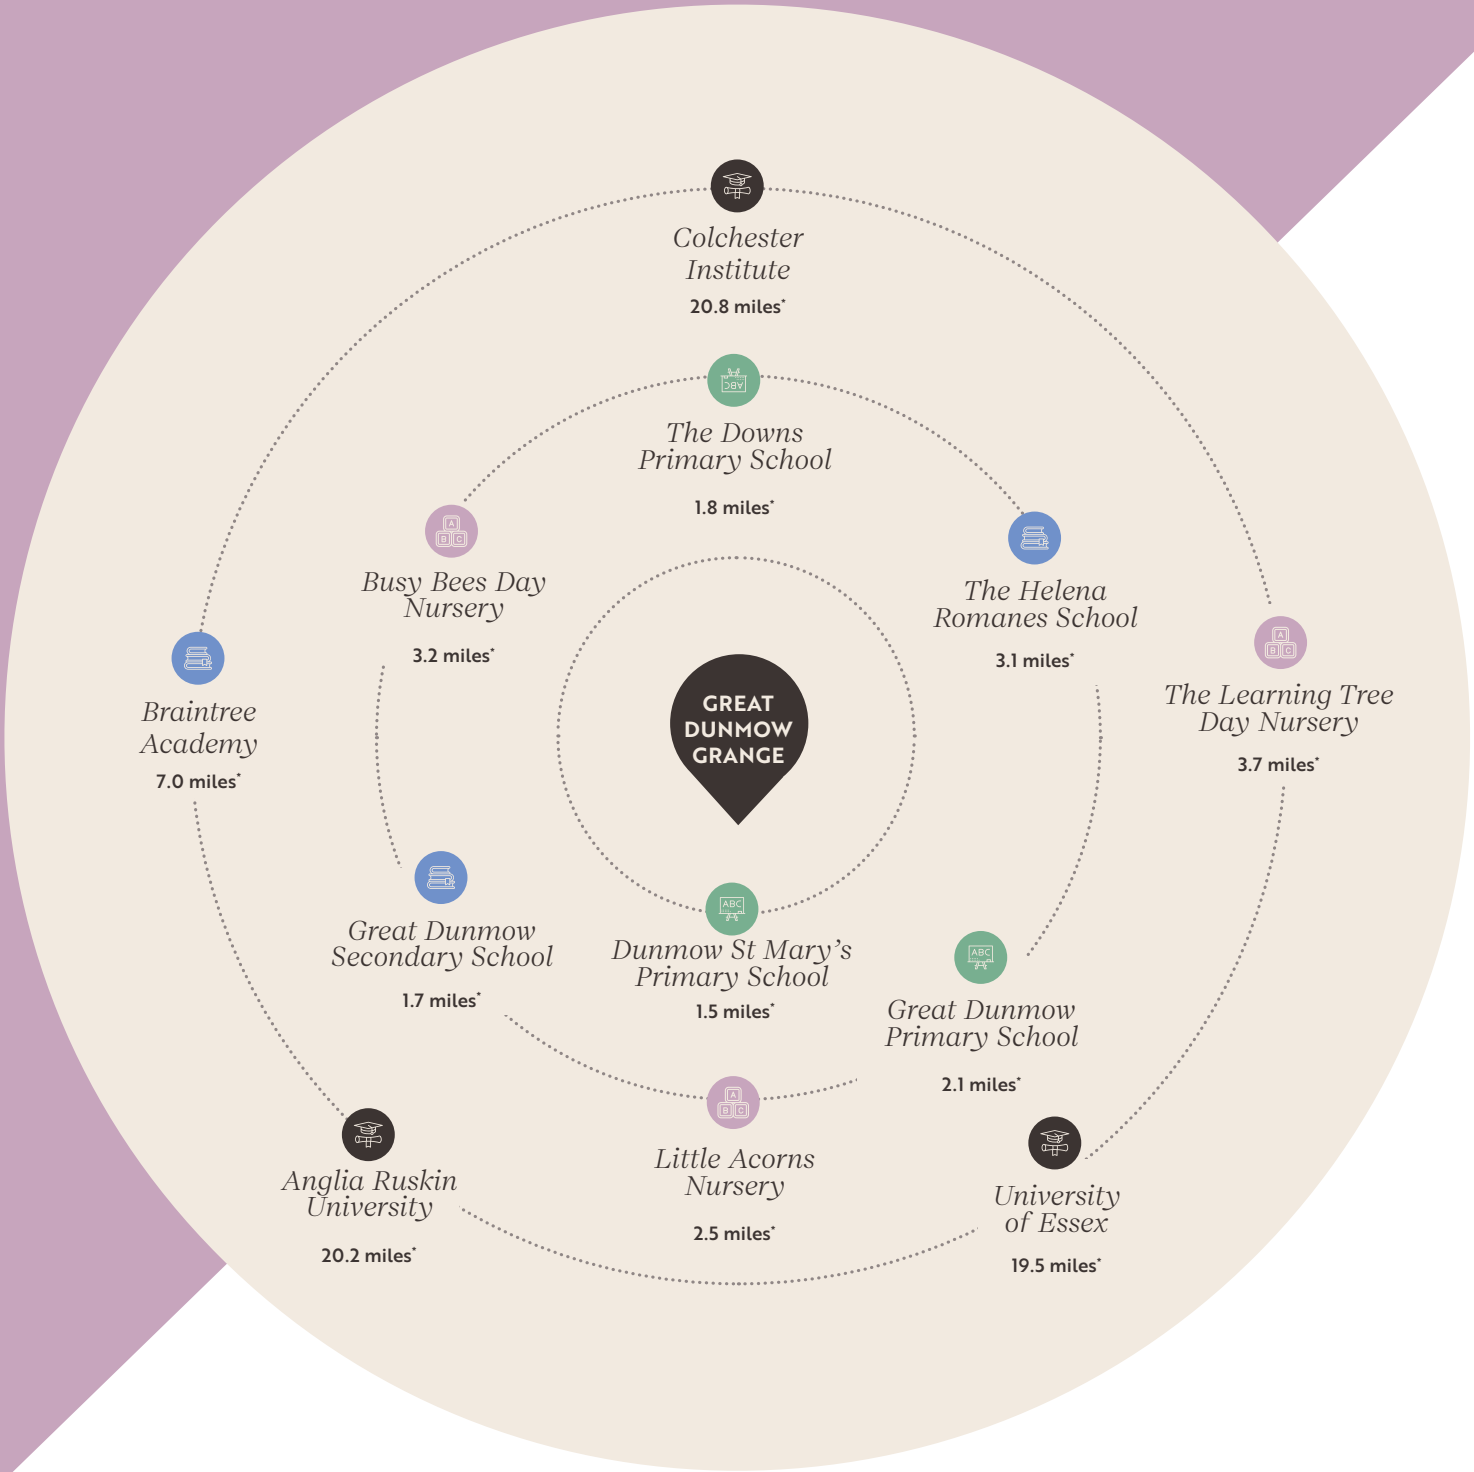 Colchester
Institute
20.8 miles*
The Downs
Primary School
1.8 miles*
Busy Bees Day
Nursery
3.2 miles*
The Helena
Romanes School
3.1 miles*
Braintree
Academy
7.0 miles*
GREAT
DUNMOW
GRANGE
The Learning Tree
Day Nursery
3.7 miles*
Great Dunmow
Secondary School
1.7 miles*
Dunmow St Mary’s
Primary School
1.5 miles*
Great Dunmow
Primary School
2.1 miles*
Anglia Ruskin
University
20.2 miles*
Little Acorns
Nursery
2.5 miles*
University
of Essex
19.5 miles*